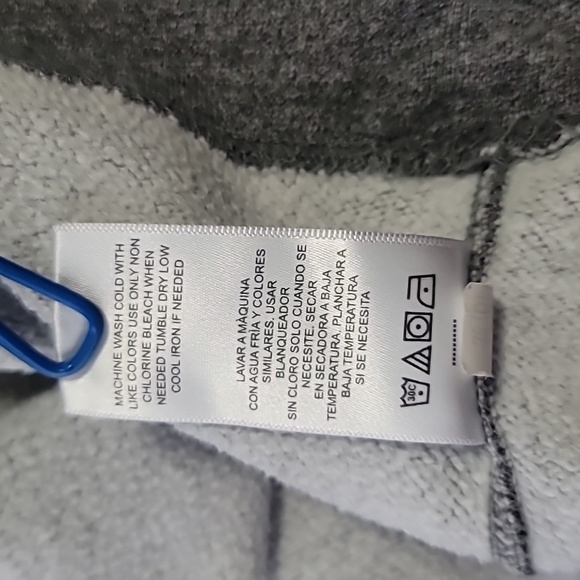 MACHINE WASH COLD WITH
LIKE COLORS USE ONLY NON
CHLORINE BLEACH WHEN
NEEDED TUMBLE DRY LOW
COOL IRON IF NEEDED
LAVAR A MÁQUINA
CON AGUA FRÍA Y COLORES
SIMILARES. USAR
BLANQUEADOR
SIN CLORO SOLO CUANDO SE
NECESITE. SECAR
EN SECADORA A BAJA
TEMPERATURA. PLANCHAR A
BAJA TEMPERATURA
SI SE NECESITA
30C